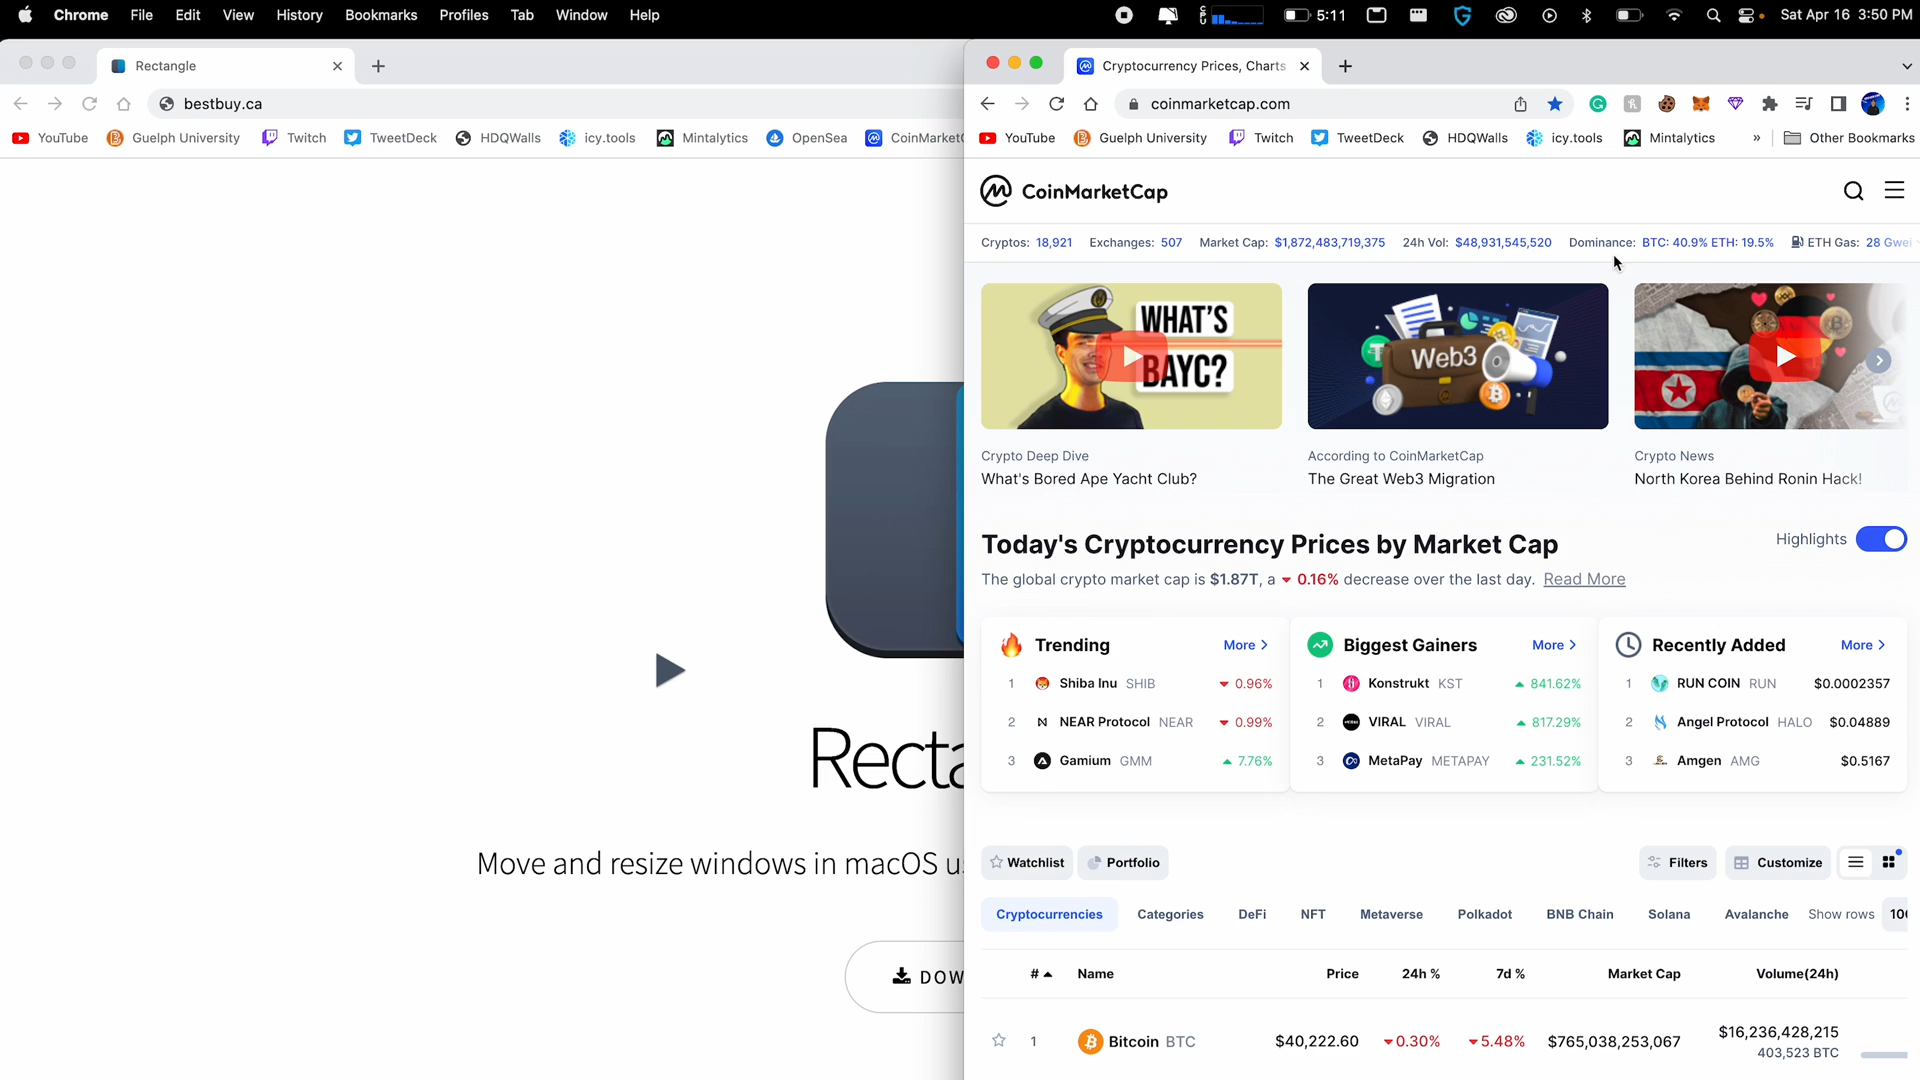 Chrome File Edit View History Bookmarks Profiles Tab Window Help
CPU 5:11 Sat Apr 16 3:50 PM
Rectangle
bestbuy.ca
YouTube Guelph University Twitch TweetDeck HDQWalls icy.tools Mintalytics OpenSea CoinMarket
Recta
Move and resize windows in macOS u
DOW
Cryptocurrency Prices, Charts
coinmarketcap.com
YouTube Guelph University Twitch TweetDeck HDQWalls icy.tools Mintalytics » Other Bookmarks
CoinMarketCap
Cryptos: 18,921 Exchanges: 507 Market Cap: $1,872,483,719,375 24h Vol: $48,931,545,520 Dominance: BTC: 40.9% ETH: 19.5% ETH Gas: 28 Gwei
WHAT'S
BAYC?
Web3
Crypto Deep Dive
What's Bored Ape Yacht Club?
According to CoinMarketCap
The Great Web3 Migration
Crypto News
North Korea Behind Ronin Hack!
Today's Cryptocurrency Prices by Market Cap
Highlights
The global crypto market cap is $1.87T, a 0.16% decrease over the last day. Read More
Trending More
1 Shiba Inu SHIB 0.96%
2 NEAR Protocol NEAR 0.99%
3 Gamium GMM 7.76%
Biggest Gainers More
1 Konstrukt KST 841.62%
2 VIRAL VIRAL 817.29%
3 MetaPay METAPAY 231.52%
Recently Added More
1 RUN COIN RUN $0.0002357
2 Angel Protocol HALO $0.04889
3 Amgen AMG $0.5167
Watchlist Portfolio Filters Customize
Cryptocurrencies Categories DeFi NFT Metaverse Polkadot BNB Chain Solana Avalanche Show rows 100
# Name Price 24h % 7d % Market Cap Volume(24h)
1 Bitcoin BTC $40,222.60 0.30% 5.48% $765,038,253,067 $16,236,428,215
403,523 BTC